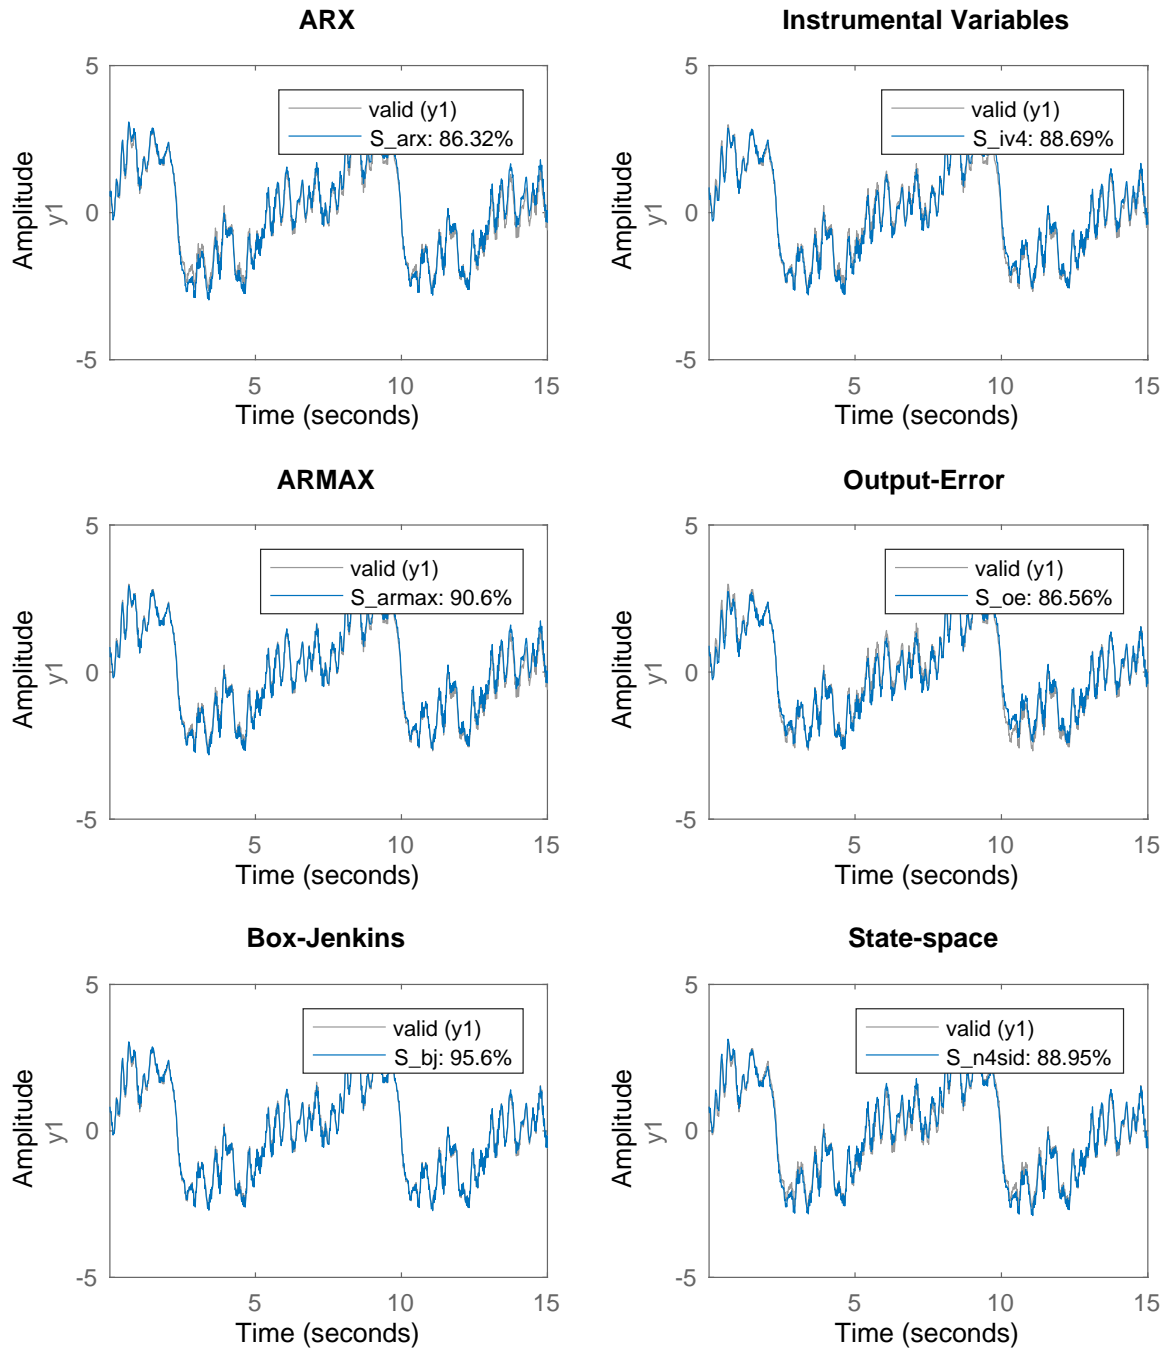 ARX
5
valid (y1)
S_arx: 86.32%
0
-5
Amplitude
y1
5
10
15
Time (seconds)
Instrumental Variables
5
valid (y1)
S_iv4: 88.69%
0
-5
Amplitude
y1
5
10
15
Time (seconds)
ARMAX
5
valid (y1)
S_armax: 90.6%
0
-5
Amplitude
y1
5
10
15
Time (seconds)
Output-Error
5
valid (y1)
S_oe: 86.56%
0
-5
Amplitude
y1
5
10
15
Time (seconds)
Box-Jenkins
5
valid (y1)
S_bj: 95.6%
0
-5
Amplitude
y1
5
10
15
Time (seconds)
State-space
5
valid (y1)
S_n4sid: 88.95%
0
-5
Amplitude
y1
5
10
15
Time (seconds)